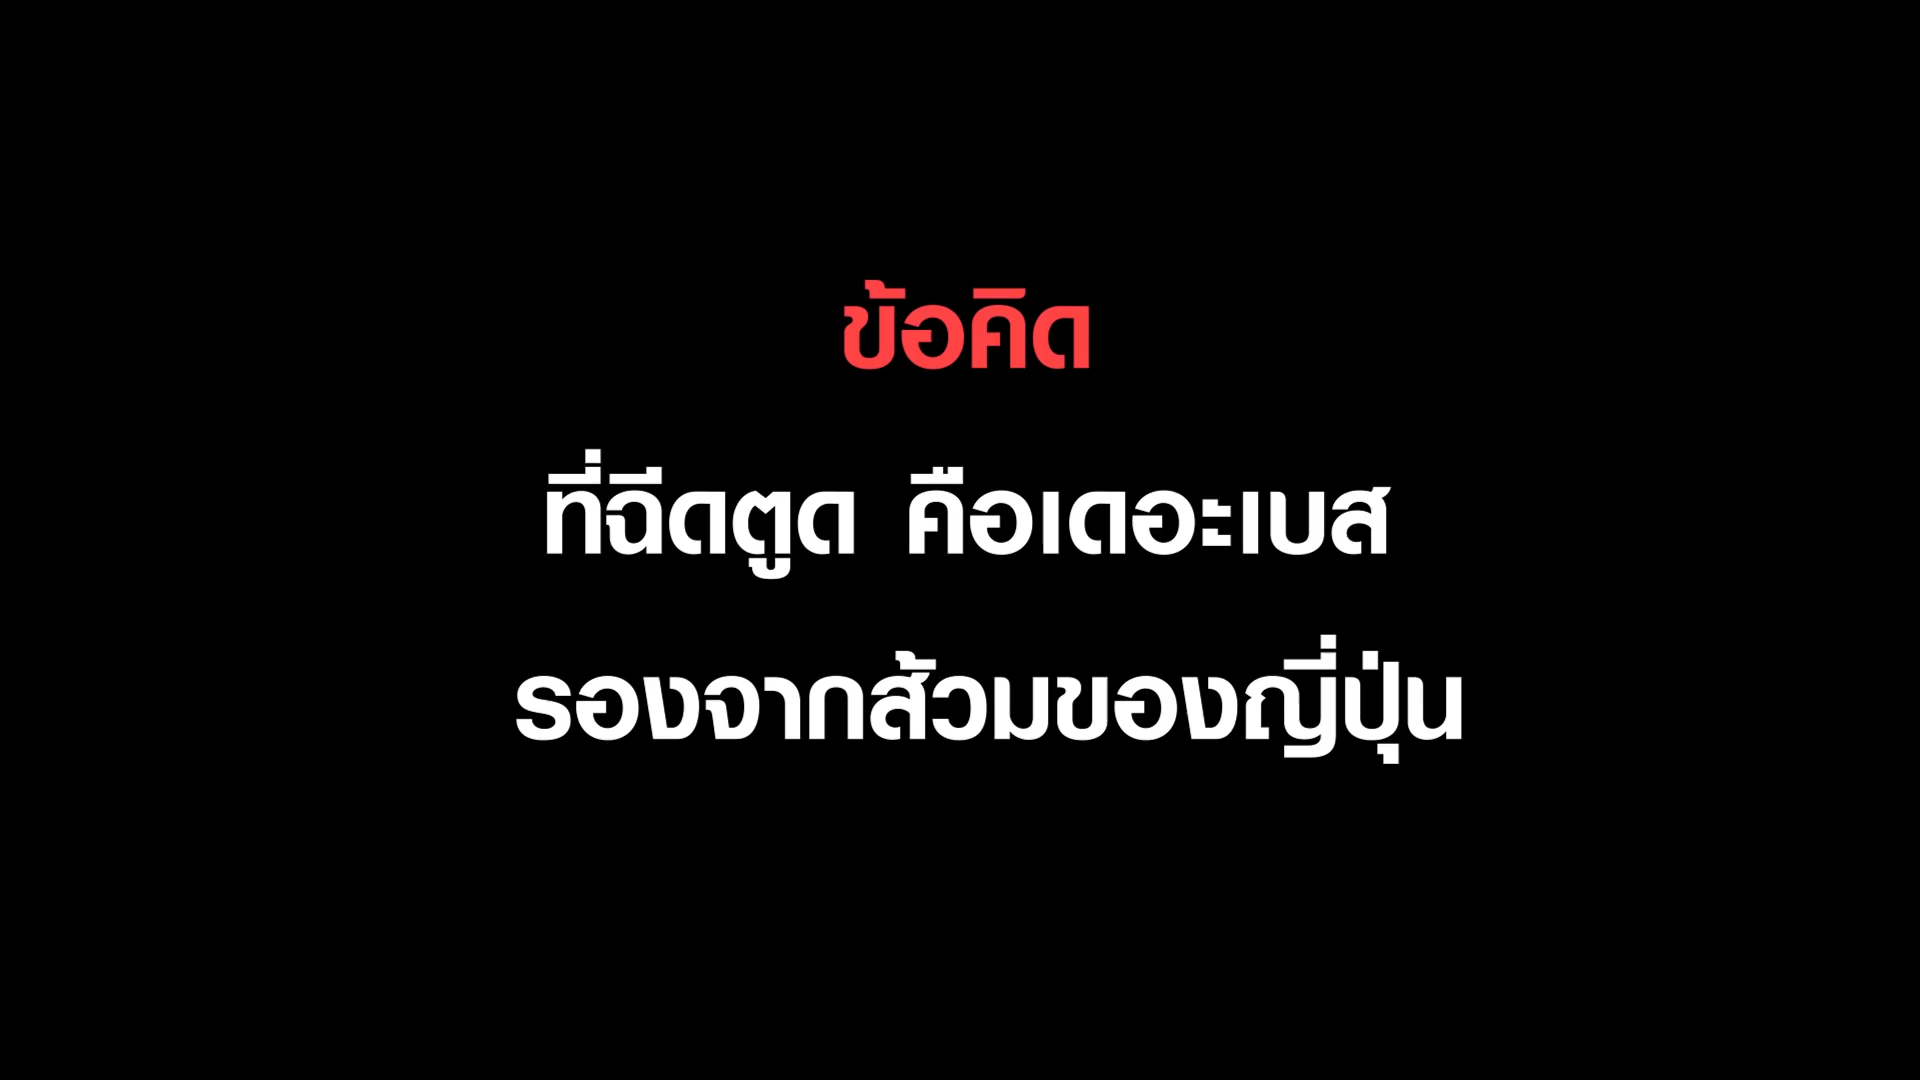 ข้อคิด
ที่ฉีดตูด คือเดอะเบส
รองจากส้วมของญี่ปุ่น